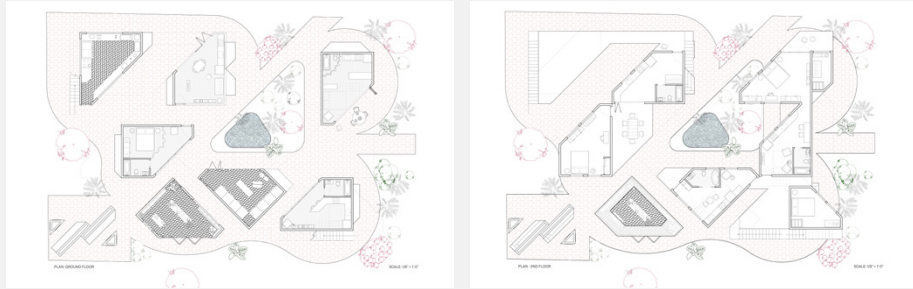 PLAN- GROUND FLOOR
SCALE: 1/8" = 1'-0"
PLAN - 2ND FLOOR
SCALE: 1/8" = 1'-0"